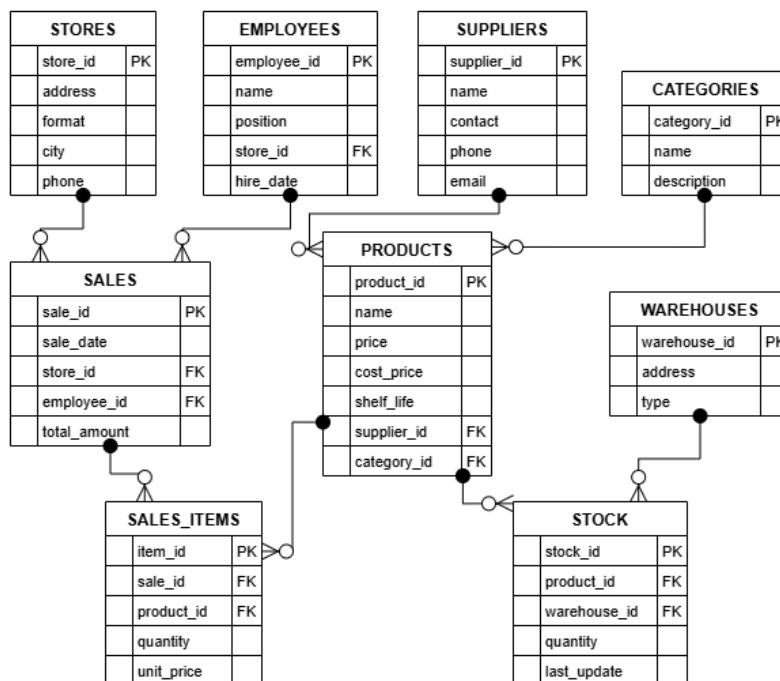 STORES
store_id PK
address
format
city
phone
EMPLOYEES
employee_id PK
name
position
store_id FK
hire_date
SUPPLIERS
supplier_id PK
name
contact
phone
email
CATEGORIES
category_id PK
name
description
SALES
sale_id PK
sale_date
store_id FK
employee_id FK
total_amount
PRODUCTS
product_id PK
name
price
cost_price
shelf_life
supplier_id FK
category_id FK
WAREHOUSES
warehouse_id PK
address
type
SALES_ITEMS
item_id PK
sale_id FK
product_id FK
quantity
unit_price
STOCK
stock_id PK
product_id FK
warehouse_id FK
quantity
last_update